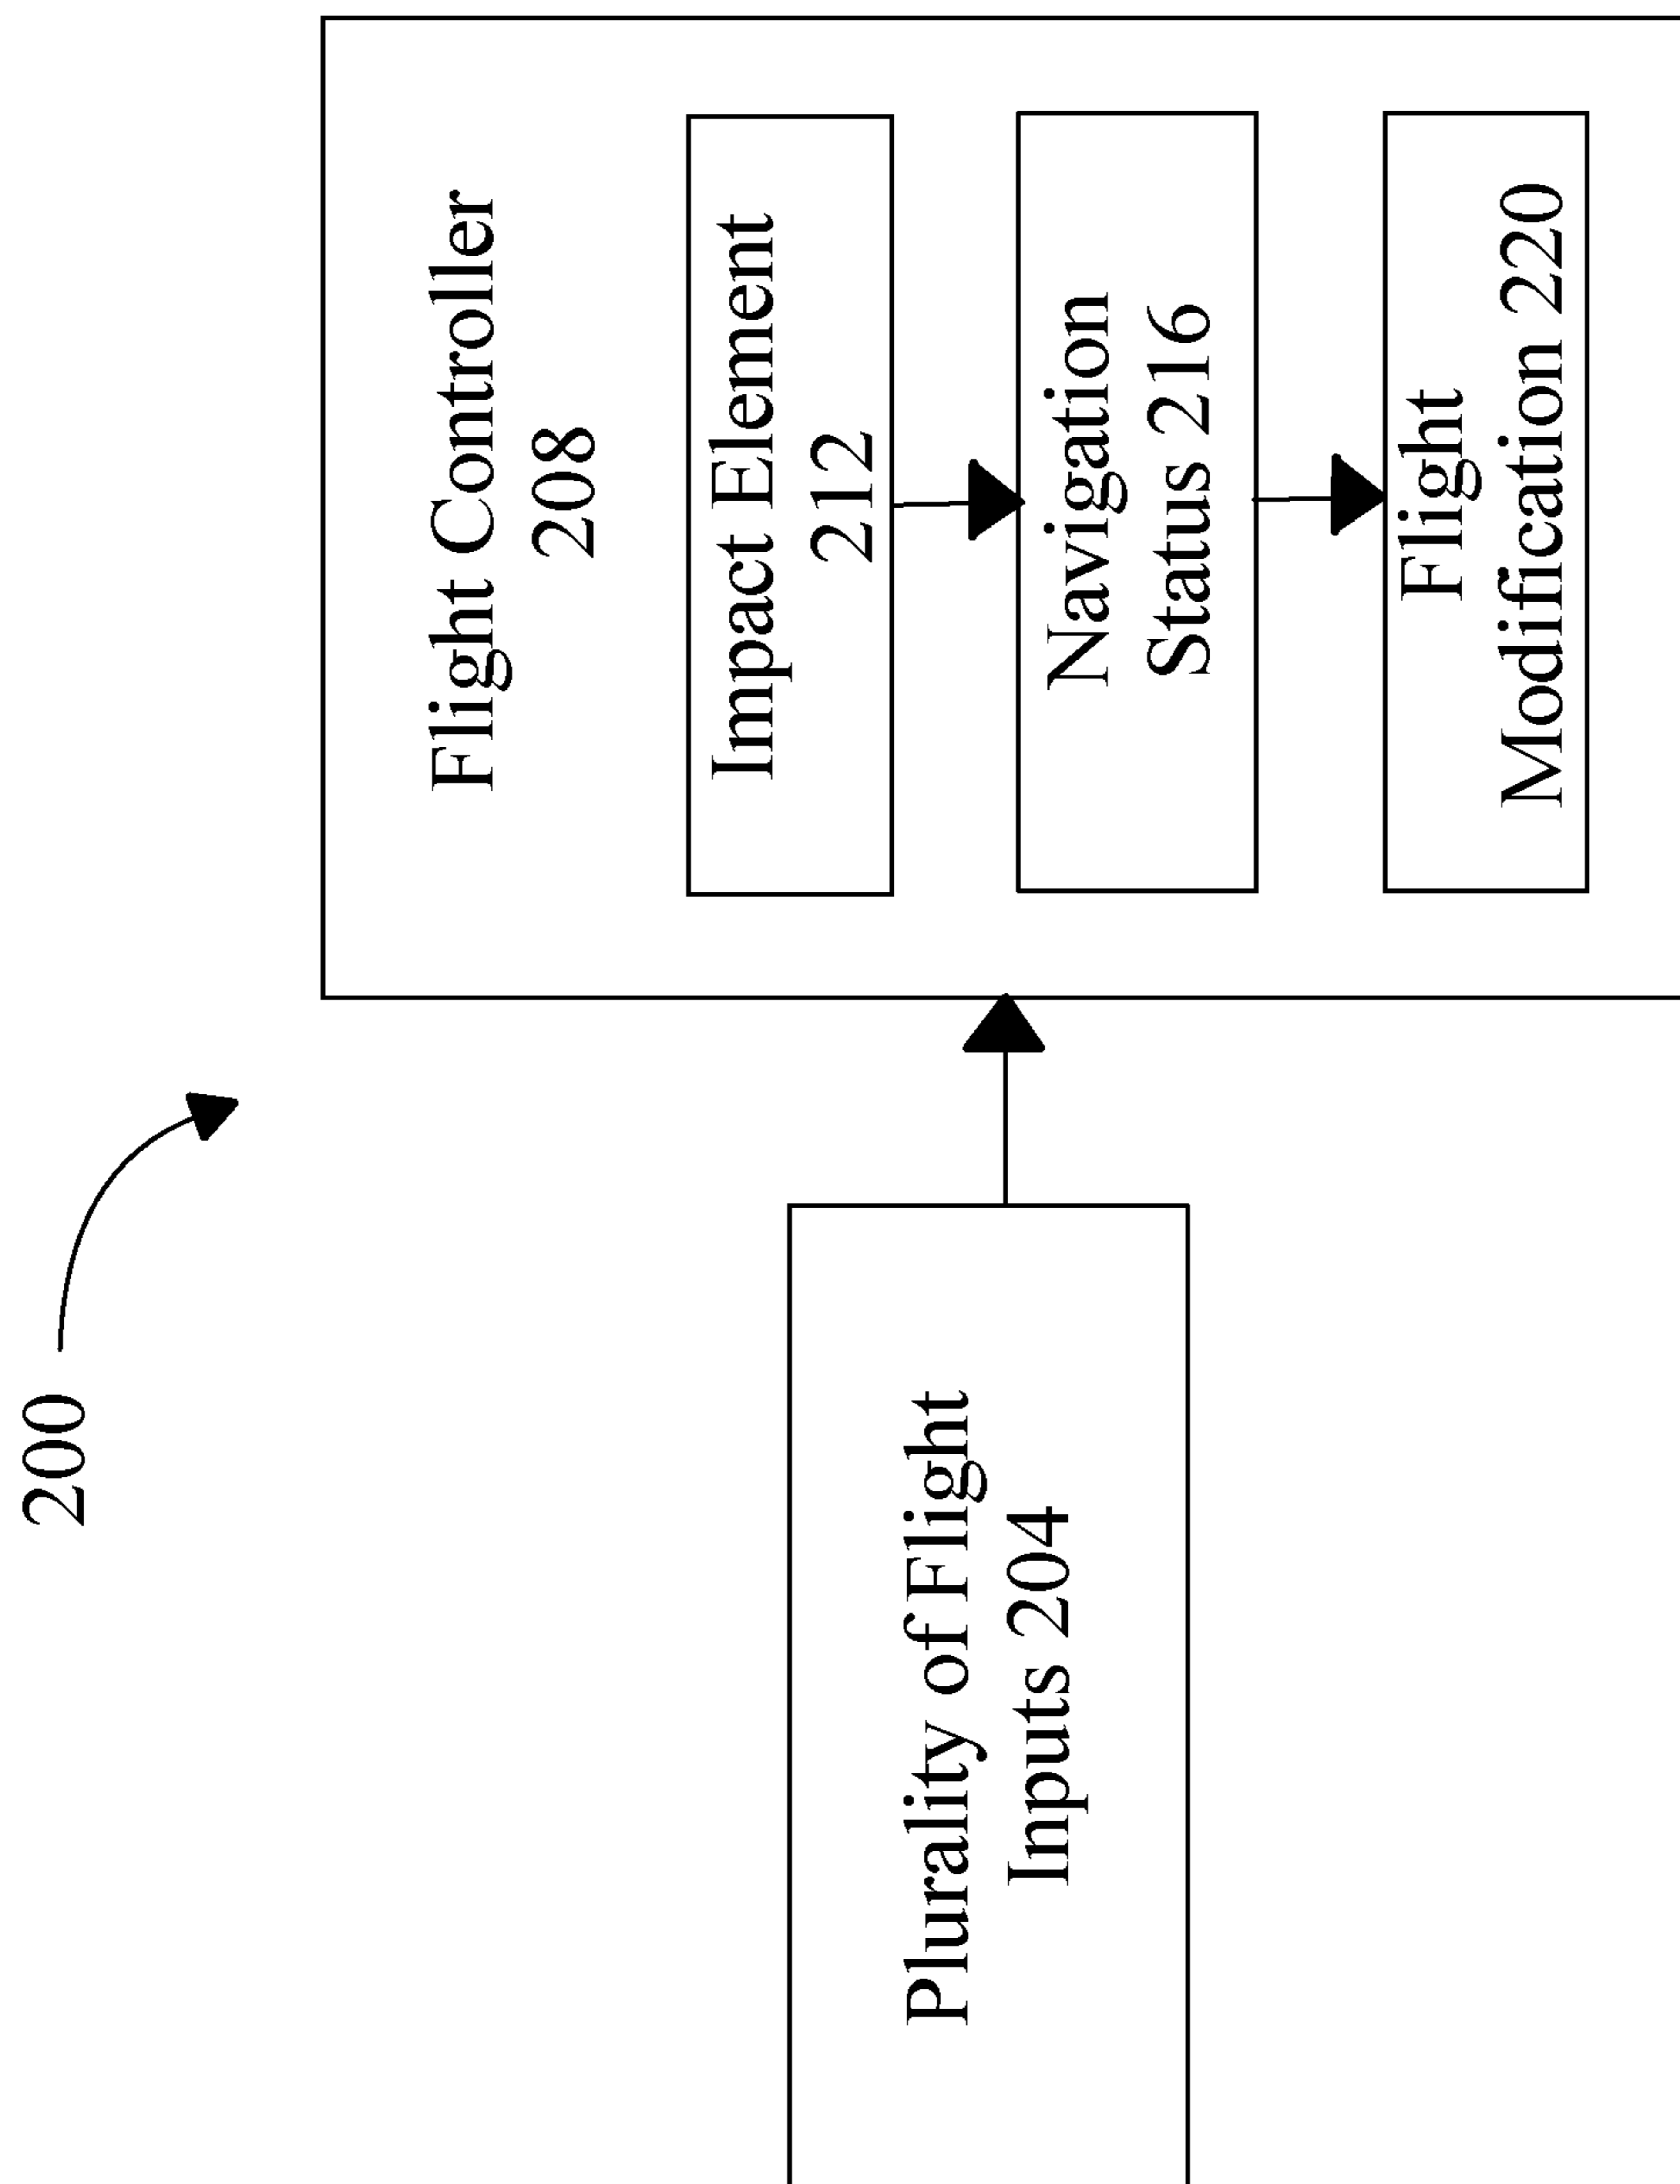 200
Plurality of Flight
Inputs 204
Flight Controller
208
Impact Element
212
Navigation
Status 216
Flight
Modification 220